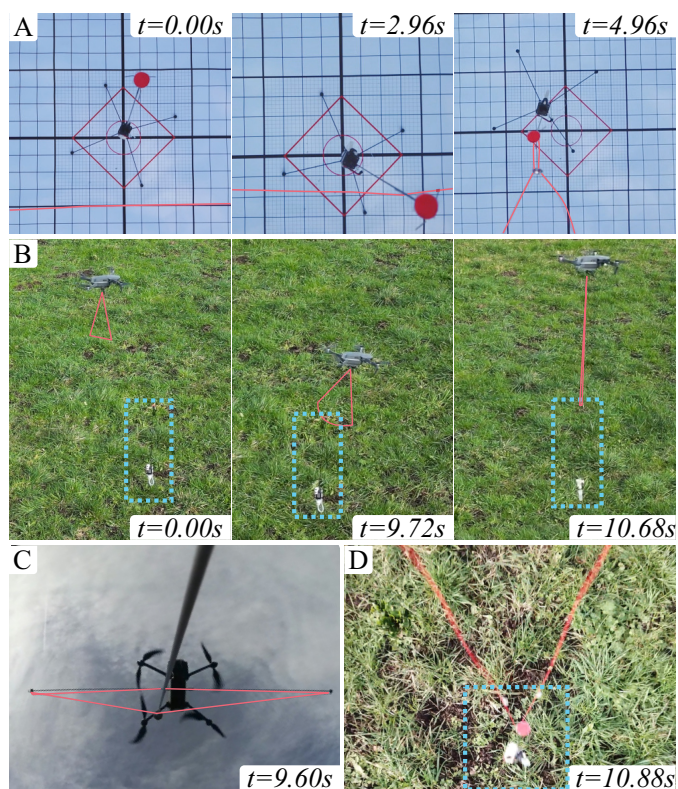 A
t=0.00s
t=2.96s
t=4.96s
B
t=0.00s
t=9.72s
t=10.68s
C
D
t=9.60s
t=10.88s